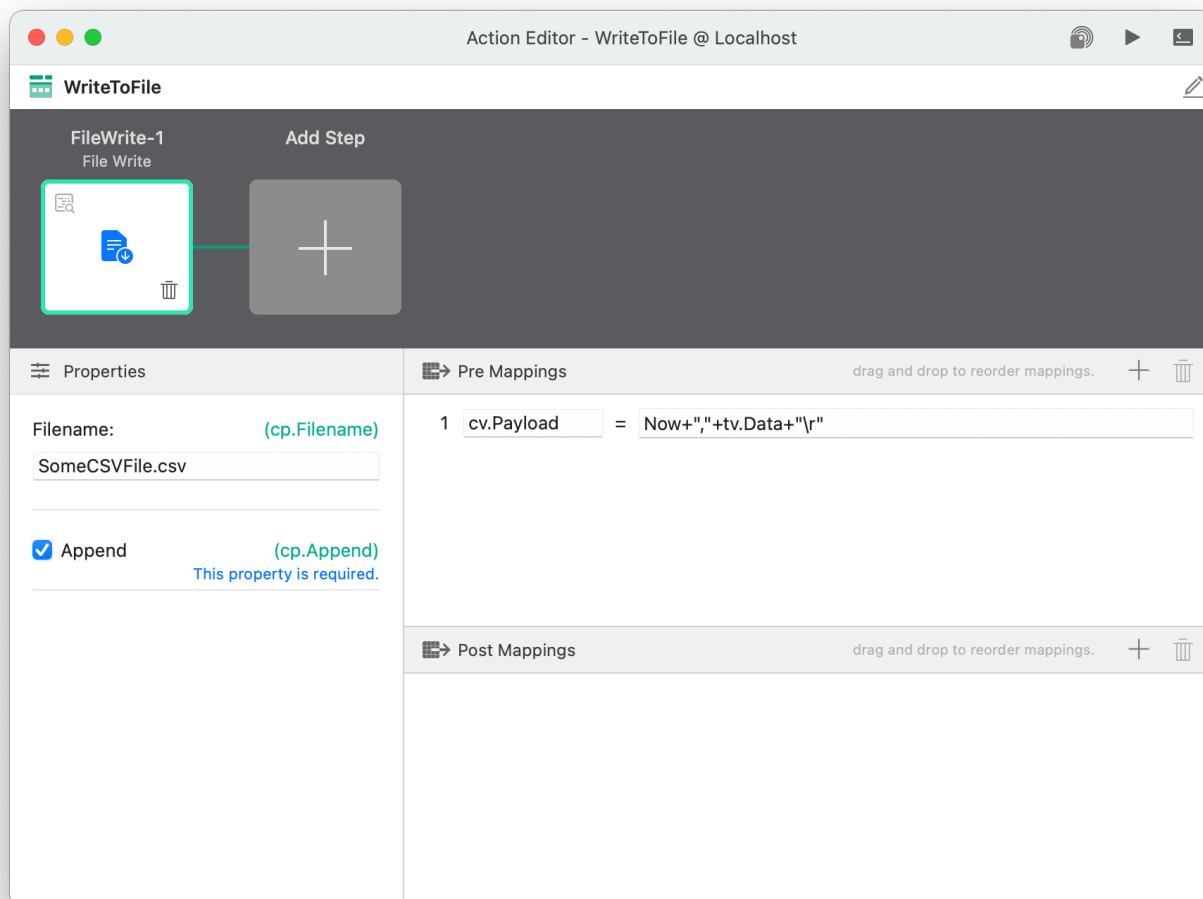 Action Editor - WriteToFile @ Localhost
WriteToFile
FileWrite-1
File Write
Add Step
Properties
Filename: (cp.Filename)
SomeCSVFile.csv
Append (cp.Append)
This property is required.
Pre Mappings drag and drop to reorder mappings.
1 cv.Payload = Now+","+tv.Data+"\r"
Post Mappings drag and drop to reorder mappings.